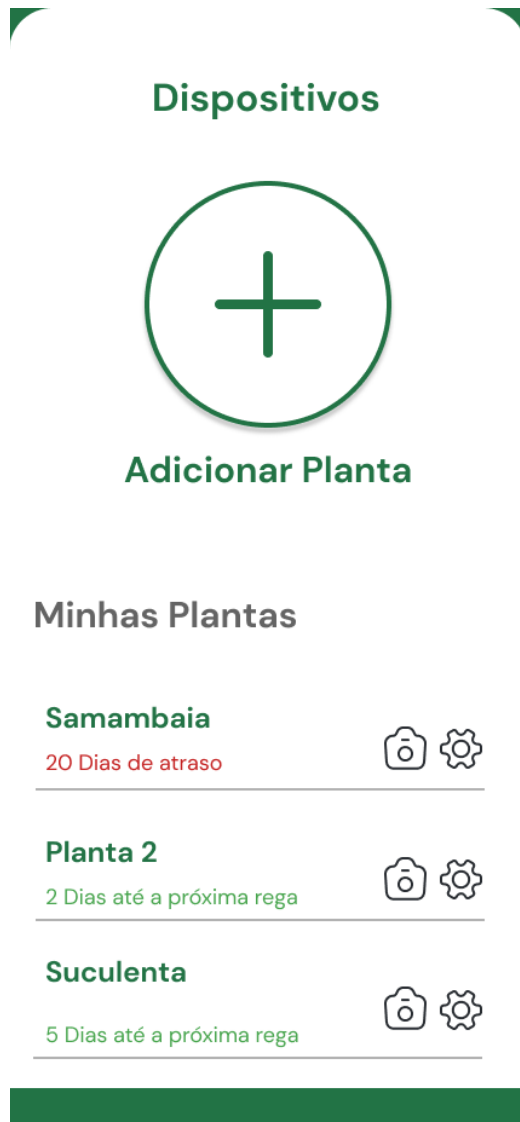 Dispositivos
Adicionar Planta
Minhas Plantas
Samambaia
20 Dias de atraso
Planta 2
2 Dias até a próxima rega
Suculenta
5 Dias até a próxima rega